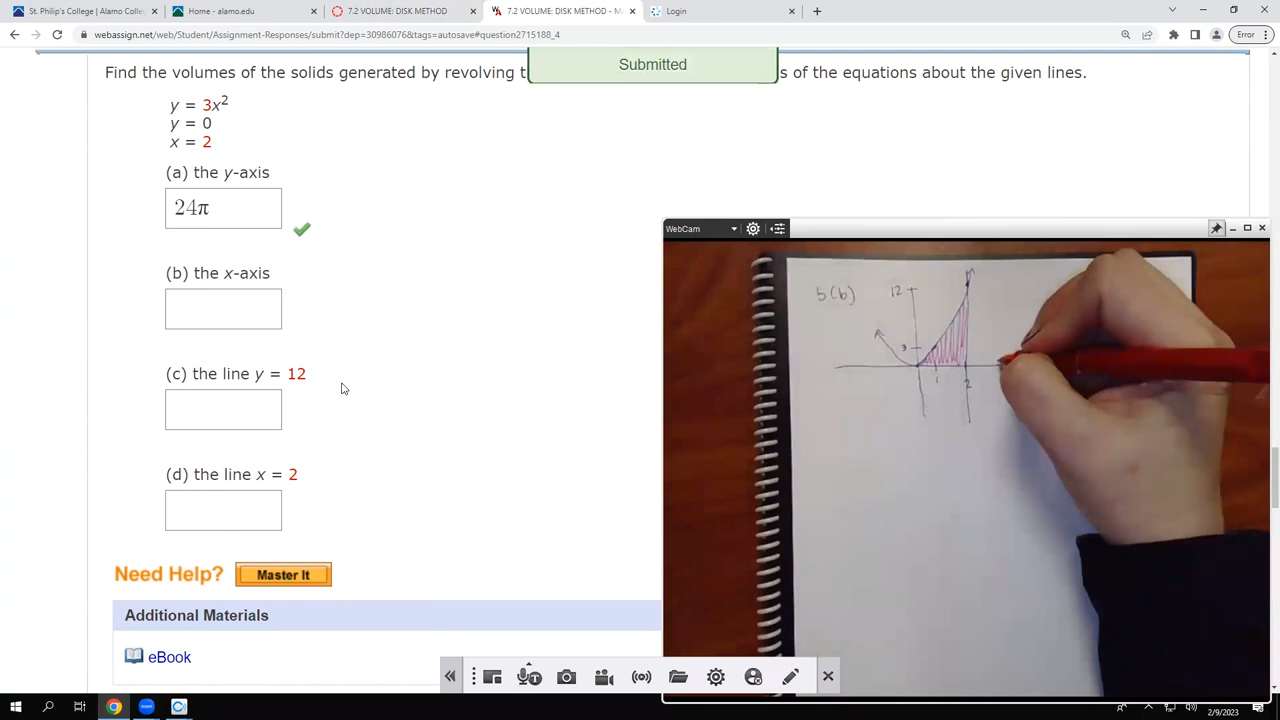 St. Philip's College / Alamo Colle
Home - alamo.edu
7.2 VOLUME: DISK METHOD
7.2 VOLUME: DISK METHOD - M
Login
webassign.net/web/Student/Assignment-Responses/submit?dep=30986076&tags=autosave#question2715188_4
Error
Submitted
Find the volumes of the solids generated by revolving t s of the equations about the given lines.
y = 3x²
y = 0
x = 2
(a) the y-axis
24π
(b) the x-axis
(c) the line y = 12
(d) the line x = 2
Need Help? Master It
Additional Materials
eBook
WebCam
5(b)
12
3
1
2
2/9/2023